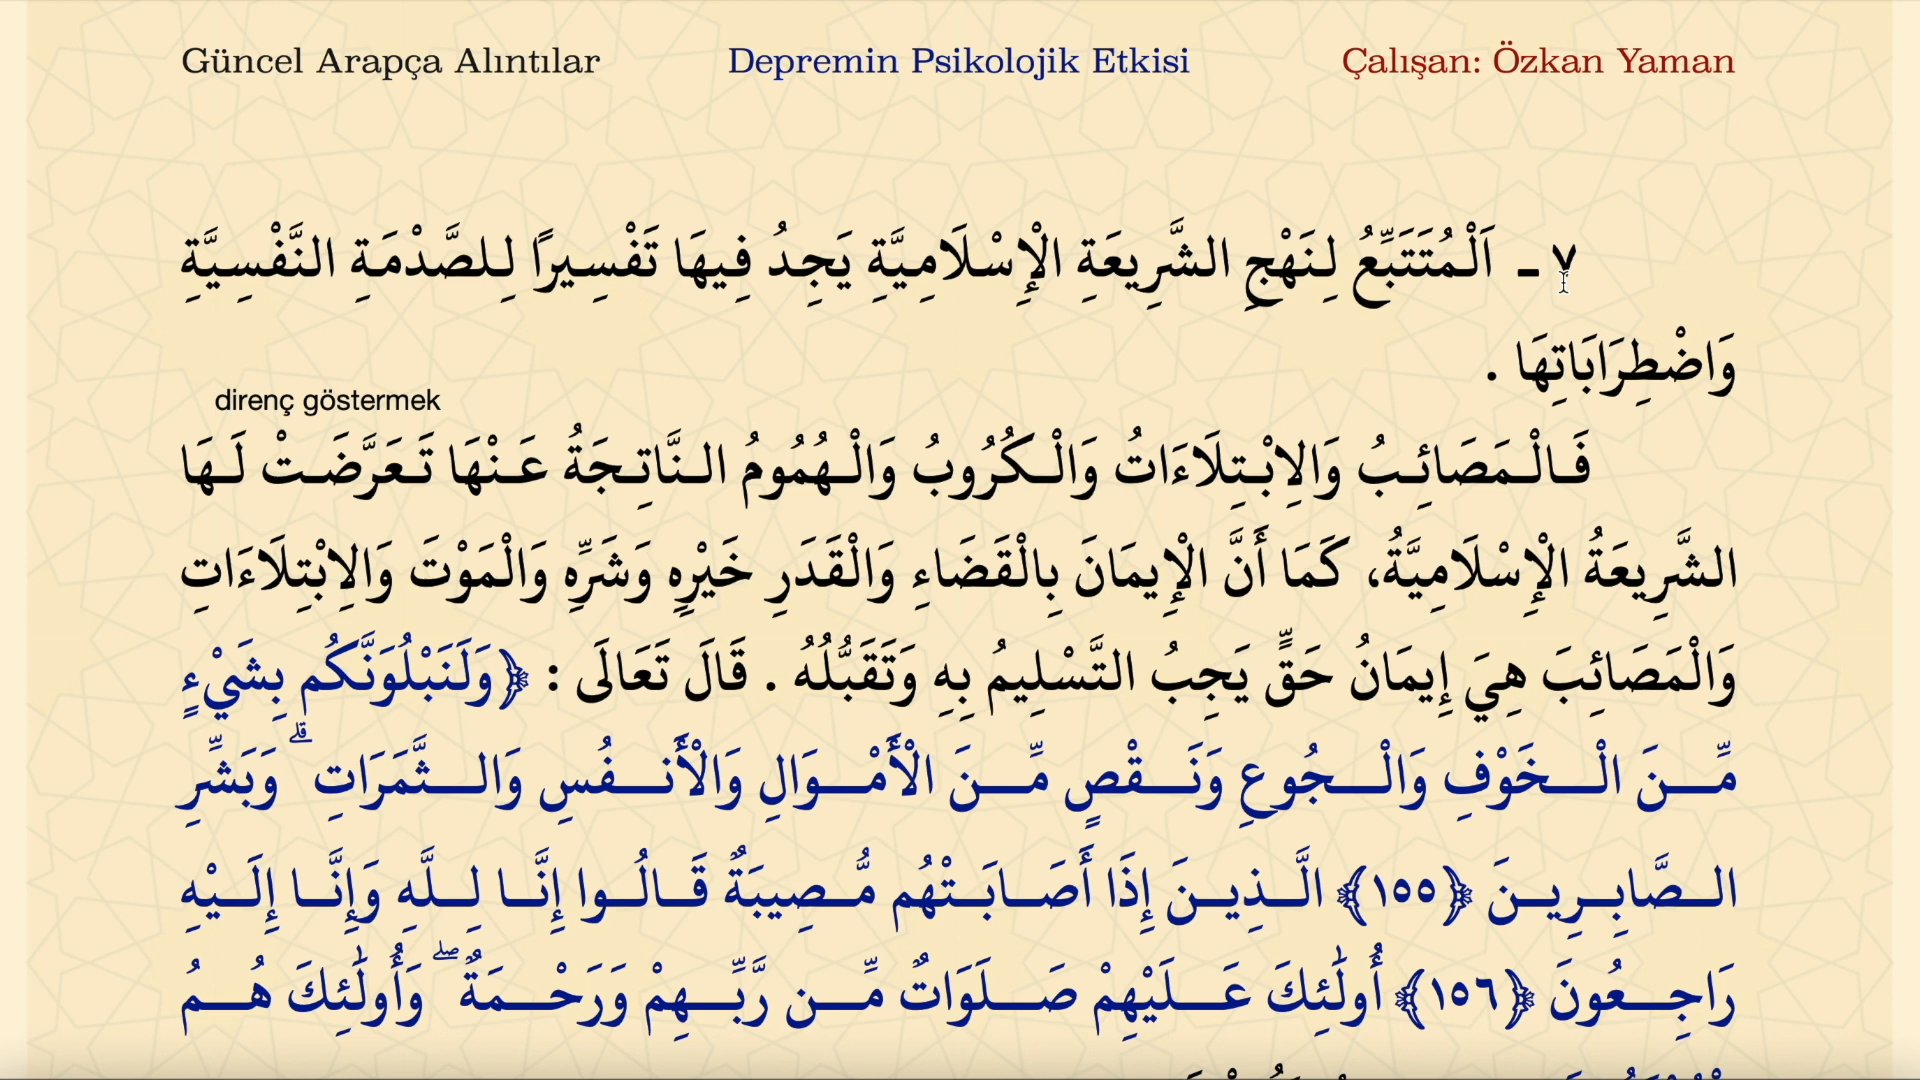 Güncel Arapça Alıntılar Depremin Psikolojik Etkisi Çalışan: Özkan Yaman
٧ ـ اَلْمُتَتَبِّعُ لِنَهْجِ الشَّرِيعَةِ الْإِسْلَامِيَّةِ يَجِدُ فِيهَا تَفْسِيرًا لِلصَّدْمَةِ النَّفْسِيَّةِ
وَاضْطِرَابَاتِهَا .
direnç göstermek
فَالْمَصَائِبُ وَالِابْتِلَاءَاتُ وَالْكُرُوبُ وَالْهُمُومُ النَّاتِجَةُ عَنْهَا تَعَرَّضَتْ لَهَا
الشَّرِيعَةُ الْإِسْلَامِيَّةُ، كَمَا أَنَّ الْإِيمَانَ بِالْقَضَاءِ وَالْقَدَرِ خَيْرِهِ وَشَرِّهِ وَالْمَوْتَ وَالِابْتِلَاءَاتِ
وَالْمَصَائِبَ هِيَ إِيمَانُ حَقٍّ يَجِبُ التَّسْلِيمُ بِهِ وَتَقَبُّلُهُ . قَالَ تَعَالَى : ﴿وَلَنَبْلُوَنَّكُم بِشَيْءٍ
مِّنَ الْخَوْفِ وَالْجُوعِ وَنَقْصٍ مِّنَ الْأَمْوَالِ وَالْأَنفُسِ وَالثَّمَرَاتِ ۗ وَبَشِّرِ
الصَّابِرِينَ ﴿١٥٥﴾ الَّذِينَ إِذَا أَصَابَتْهُم مُّصِيبَةٌ قَالُوا إِنَّا لِلَّهِ وَإِنَّا إِلَيْهِ
رَاجِعُونَ ﴿١٥٦﴾ أُولَٰئِكَ عَلَيْهِمْ صَلَوَاتٌ مِّن رَّبِّهِمْ وَرَحْمَةٌ ۖ وَأُولَٰئِكَ هُمُ